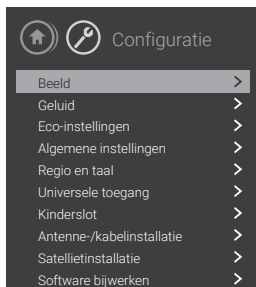 Configuratie
Beeld
Geluid
Eco-instellingen
Algemene instellingen
Regio en taal
Universele toegang
Kinderslot
Antenne-/kabelinstallatie
Satellietinstallatie
Software bijwerken